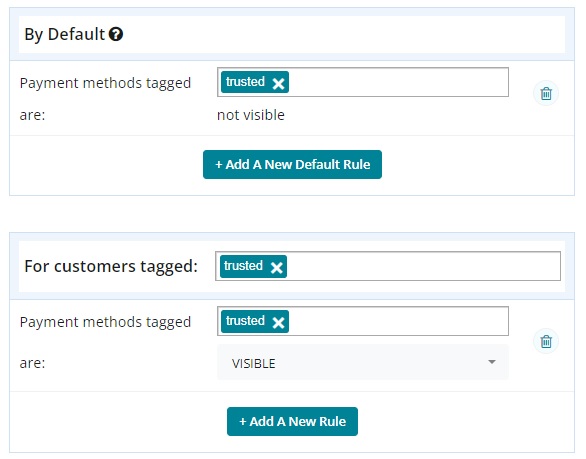 By Default ?
Payment methods tagged
trusted ×
are:
not visible
+ Add A New Default Rule
For customers tagged:
trusted ×
Payment methods tagged
trusted ×
are:
VISIBLE
+ Add A New Rule